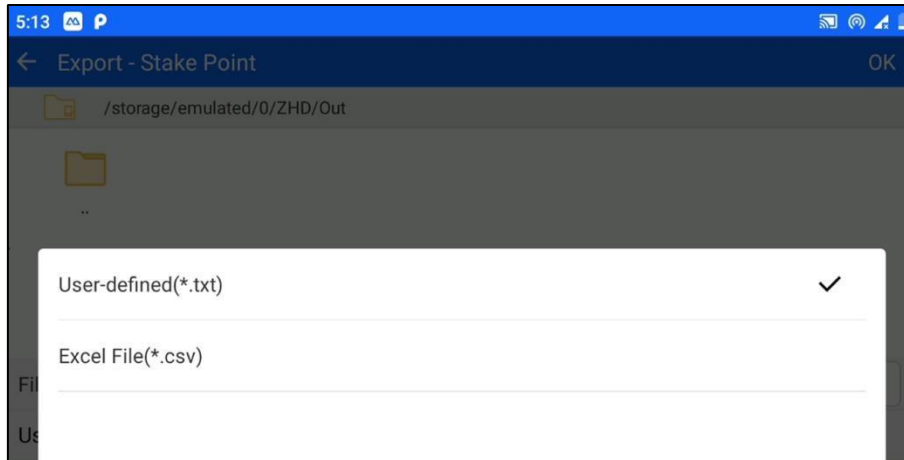 5:13
Export - Stake Point
OK
/storage/emulated/0/ZHD/Out
..
User-defined(*.txt)
Excel File(*.csv)